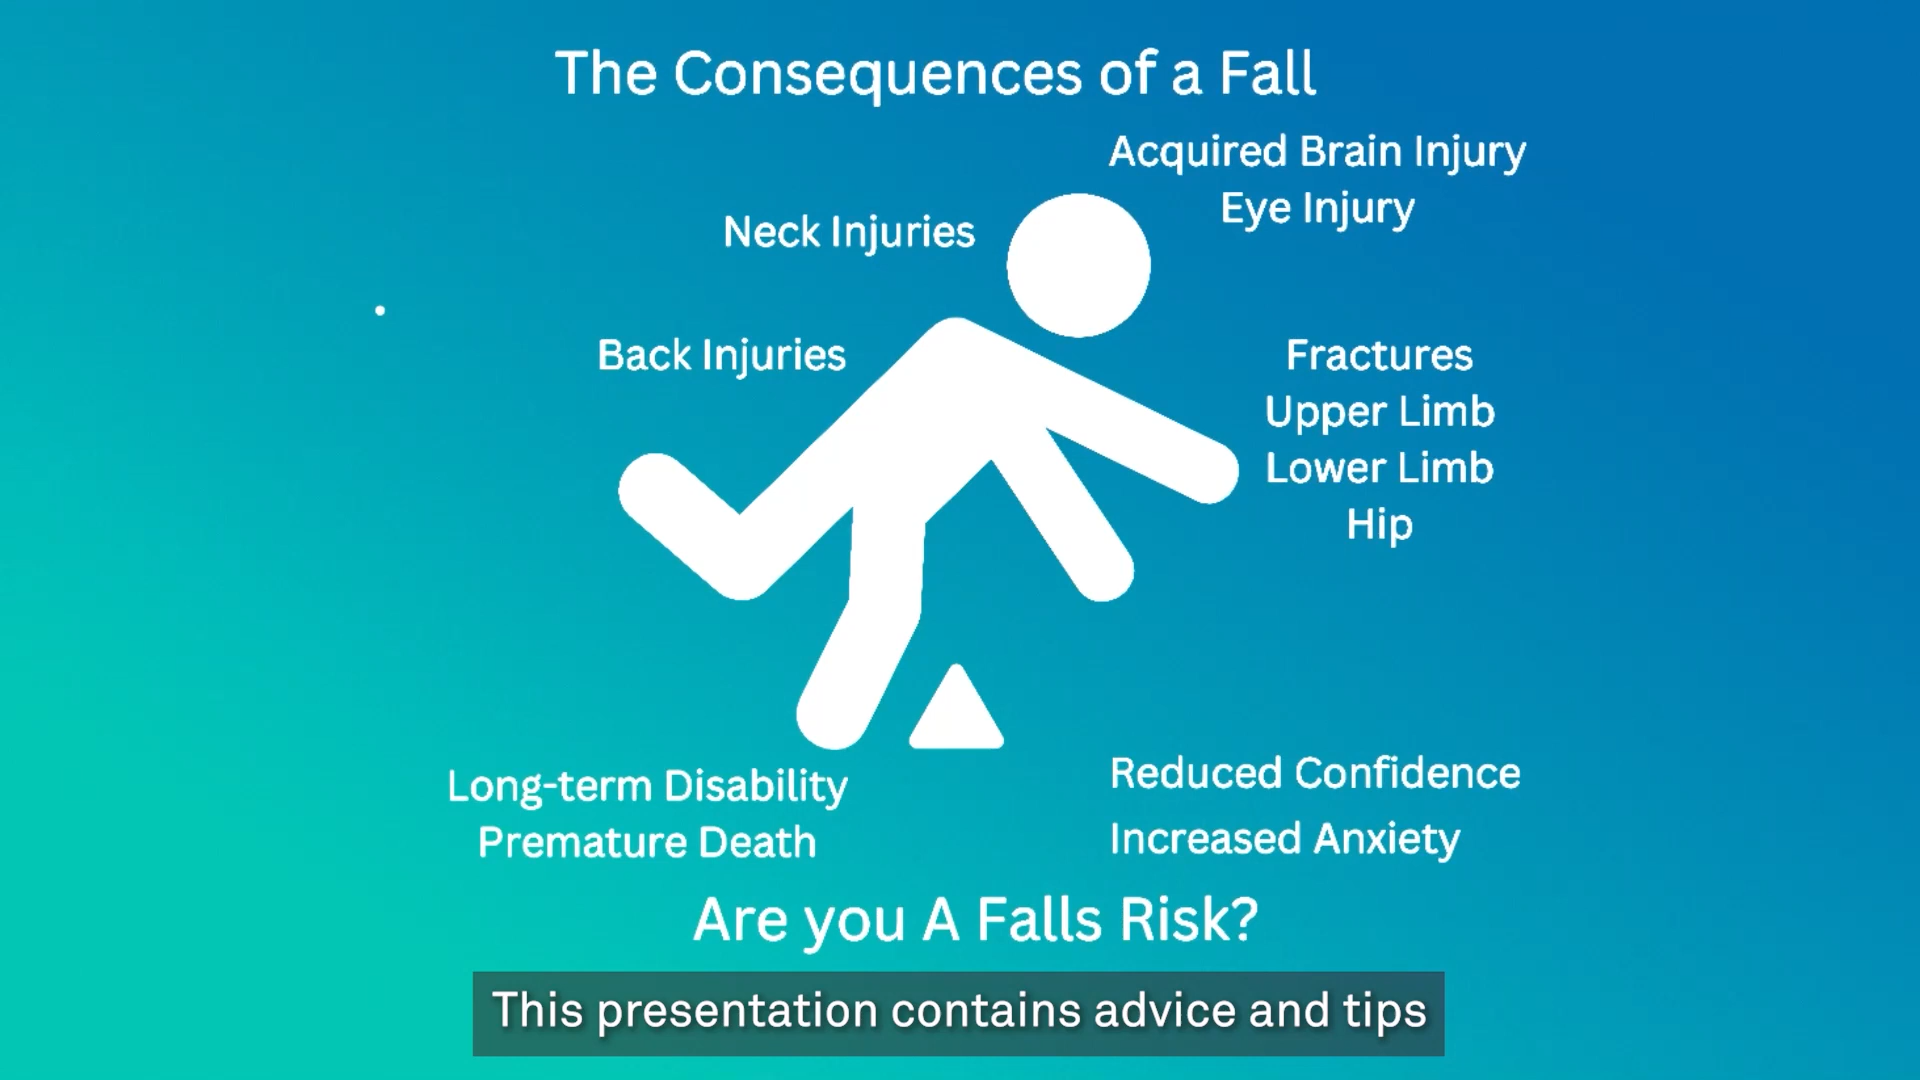 The Consequences of a Fall
Acquired Brain Injury
Eye Injury
Neck Injuries
Back Injuries
Fractures
Upper Limb
Lower Limb
Hip
Long-term Disability
Premature Death
Reduced Confidence
Increased Anxiety
Are you A Falls Risk?
This presentation contains advice and tips